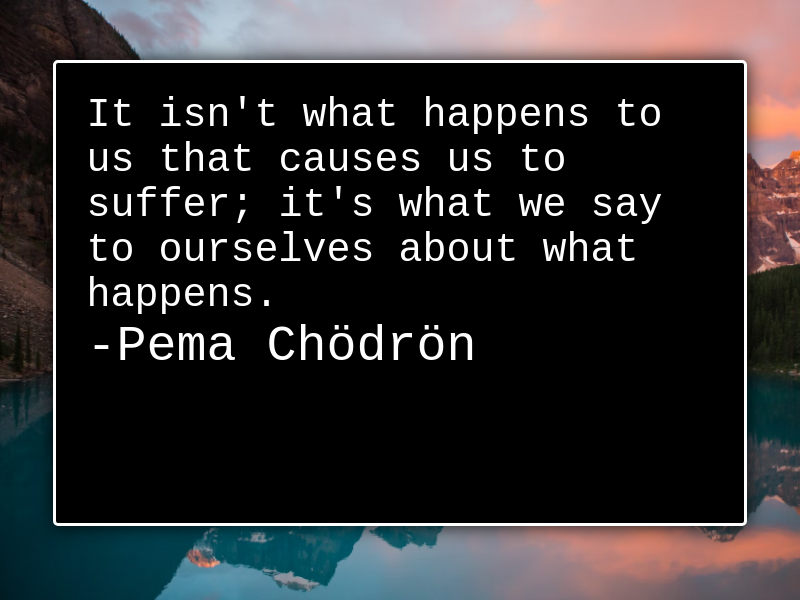 It isn't what happens to
us that causes us to
suffer; it's what we say
to ourselves about what
happens.
-Pema Chödrön